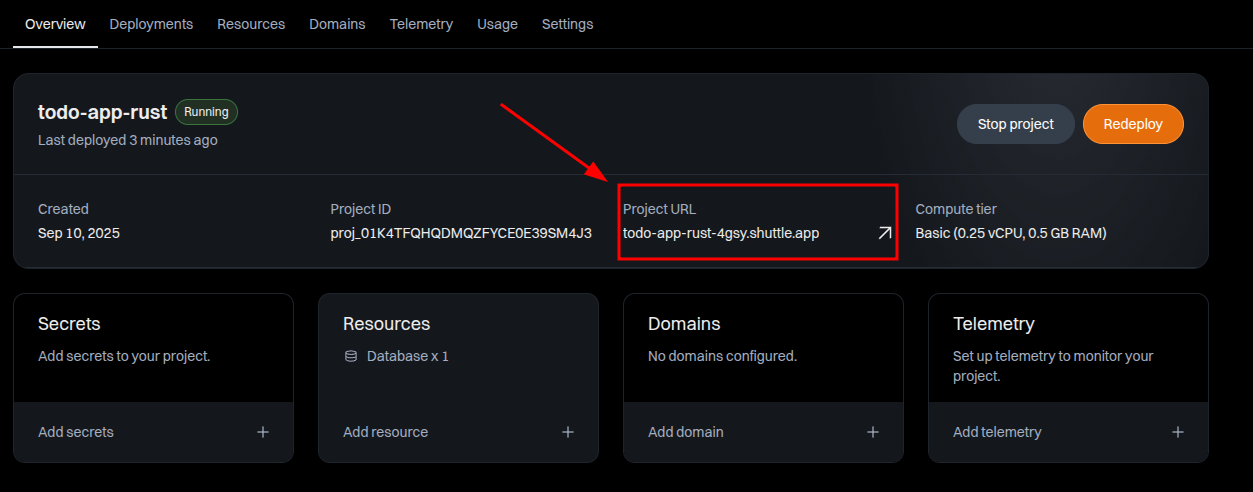 Overview Deployments Resources Domains Telemetry Usage Settings
todo-app-rust Running
Last deployed 3 minutes ago
Stop project
Redeploy
Created
Sep 10, 2025
Project ID
proj_01K4TFQHQDMQZFYCE0E39SM4J3
Project URL
todo-app-rust-4gsy.shuttle.app
Compute tier
Basic (0.25 vCPU, 0.5 GB RAM)
Secrets
Add secrets to your project.
Add secrets
Resources
Database x 1
Add resource
Domains
No domains configured.
Add domain
Telemetry
Set up telemetry to monitor your
project.
Add telemetry